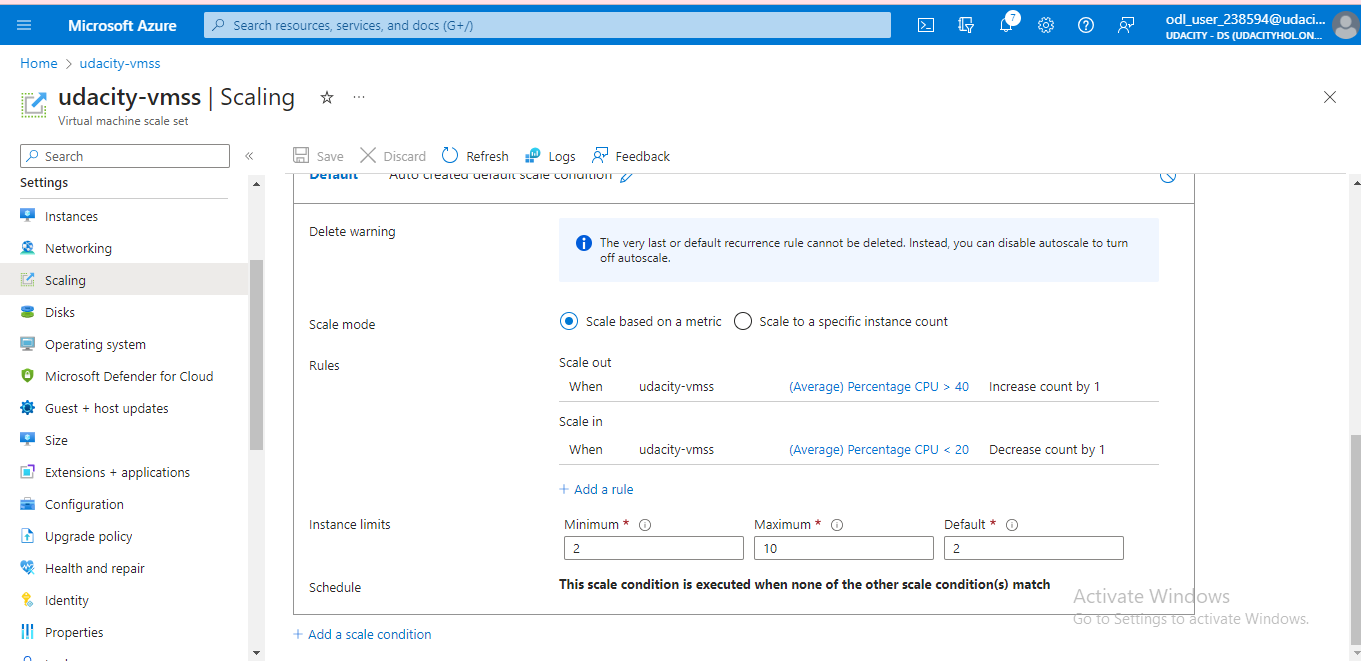 Microsoft Azure
Search resources, services, and docs (G+/)
7
odl_user_238594@udaci...
UDACITY - DS (UDACITYHOL.ON...
Home > udacity-vmss
udacity-vmss | Scaling
Virtual machine scale set
Search
Save
Discard
Refresh
Logs
Feedback
Settings
Instances
Networking
Scaling
Disks
Operating system
Microsoft Defender for Cloud
Guest + host updates
Size
Extensions + applications
Configuration
Upgrade policy
Health and repair
Identity
Properties
Default Auto created default scale condition
Delete warning
The very last or default recurrence rule cannot be deleted. Instead, you can disable autoscale to turn
off autoscale.
Scale mode
Scale based on a metric
Scale to a specific instance count
Rules
Scale out
When udacity-vmss (Average) Percentage CPU > 40 Increase count by 1
Scale in
When udacity-vmss (Average) Percentage CPU < 20 Decrease count by 1
+ Add a rule
Instance limits
Minimum * Maximum * Default *
2 10 2
Schedule
This scale condition is executed when none of the other scale condition(s) match
+ Add a scale condition
Activate Windows
Go to Settings to activate Windows.